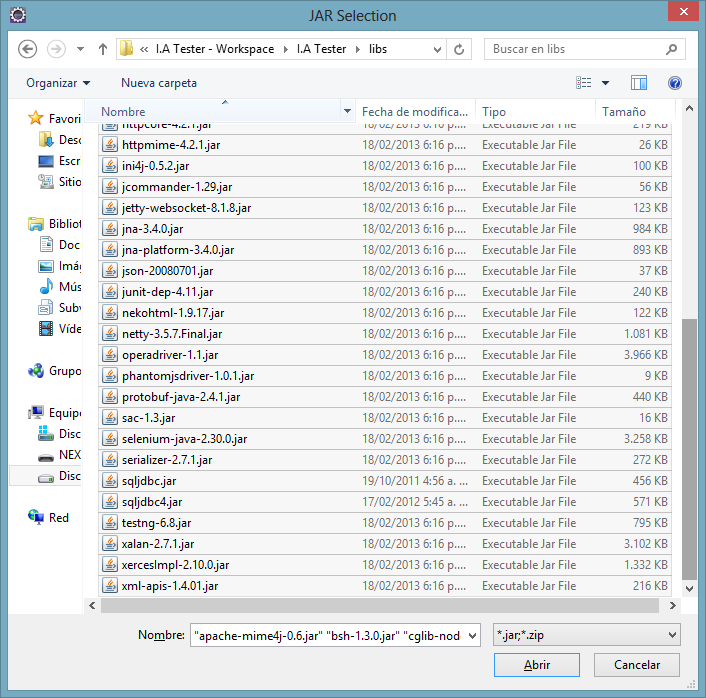 JAR Selection
« I.A Tester - Workspace I.A Tester libs
Buscar en libs
Organizar Nueva carpeta
Nombre Fecha de modifica... Tipo Tamaño
httpcore-4.2.1.jar 18/02/2013 6:16 p.... Executable Jar File 219 KB
httpmime-4.2.1.jar 18/02/2013 6:16 p.... Executable Jar File 26 KB
ini4j-0.5.2.jar 18/02/2013 6:16 p.... Executable Jar File 100 KB
jcommander-1.29.jar 18/02/2013 6:16 p.... Executable Jar File 56 KB
jetty-websocket-8.1.8.jar 18/02/2013 6:16 p.... Executable Jar File 123 KB
jna-3.4.0.jar 18/02/2013 6:16 p.... Executable Jar File 984 KB
jna-platform-3.4.0.jar 18/02/2013 6:16 p.... Executable Jar File 893 KB
json-20080701.jar 18/02/2013 6:16 p.... Executable Jar File 37 KB
junit-dep-4.11.jar 18/02/2013 6:16 p.... Executable Jar File 240 KB
nekohtml-1.9.17.jar 18/02/2013 6:16 p.... Executable Jar File 122 KB
netty-3.5.7.Final.jar 18/02/2013 6:16 p.... Executable Jar File 1.081 KB
operadriver-1.1.jar 18/02/2013 6:16 p.... Executable Jar File 3.966 KB
phantomjsdriver-1.0.1.jar 18/02/2013 6:16 p.... Executable Jar File 9 KB
protobuf-java-2.4.1.jar 18/02/2013 6:16 p.... Executable Jar File 440 KB
sac-1.3.jar 18/02/2013 6:16 p.... Executable Jar File 16 KB
selenium-java-2.30.0.jar 18/02/2013 6:16 p.... Executable Jar File 3.258 KB
serializer-2.7.1.jar 18/02/2013 6:16 p.... Executable Jar File 272 KB
sqljdbc.jar 19/10/2011 4:56 a. ... Executable Jar File 456 KB
sqljdbc4.jar 17/02/2012 5:45 a. ... Executable Jar File 571 KB
testng-6.8.jar 18/02/2013 6:16 p.... Executable Jar File 795 KB
xalan-2.7.1.jar 18/02/2013 6:16 p.... Executable Jar File 3.102 KB
xercesImpl-2.10.0.jar 18/02/2013 6:16 p.... Executable Jar File 1.332 KB
xml-apis-1.4.01.jar 18/02/2013 6:16 p.... Executable Jar File 216 KB
Favori
Desc
Escr
Sitio
Bibliot
Doc
Imág
Mús
Subv
Víde
Grupo
Equipo
Disc
NEX
Disc
Red
Nombre: "apache-mime4j-0.6.jar" "bsh-1.3.0.jar" "cglib-nod
*.jar;*.zip
Abrir Cancelar